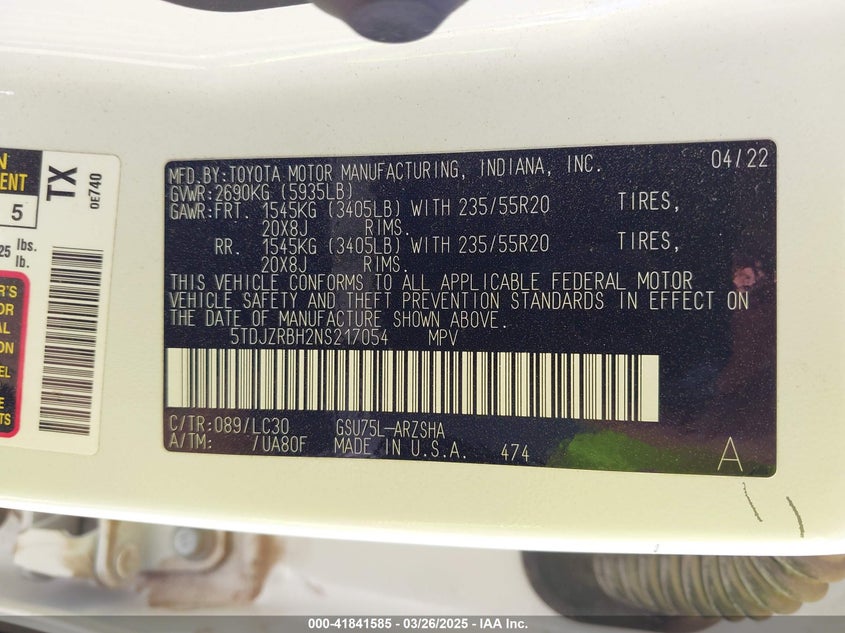 MFD.BY:TOYOTA MOTOR MANUFACTURING, INDIANA, INC. 04/22
GVWR:2690KG (5935LB)
GAWR:FRT. 1545KG (3405LB) WITH 235/55R20 TIRES,
20X8J RIMS.
RR. 1545KG (3405LB) WITH 235/55R20 TIRES,
20X8J RIMS.
THIS VEHICLE CONFORMS TO ALL APPLICABLE FEDERAL MOTOR
VEHICLE SAFETY AND THEFT PREVENTION STANDARDS IN EFFECT ON
THE DATE OF MANUFACTURE SHOWN ABOVE.
5TDJZRBH2NS217054 MPV
C/TR:089/LC30 GSU75L-ARZSHA
A/TM: /UA80F MADE IN U.S.A. 474
A
TX
0E740
5
25 lbs.
lb.
000-41841585 - 03/26/2025 - IAA Inc.